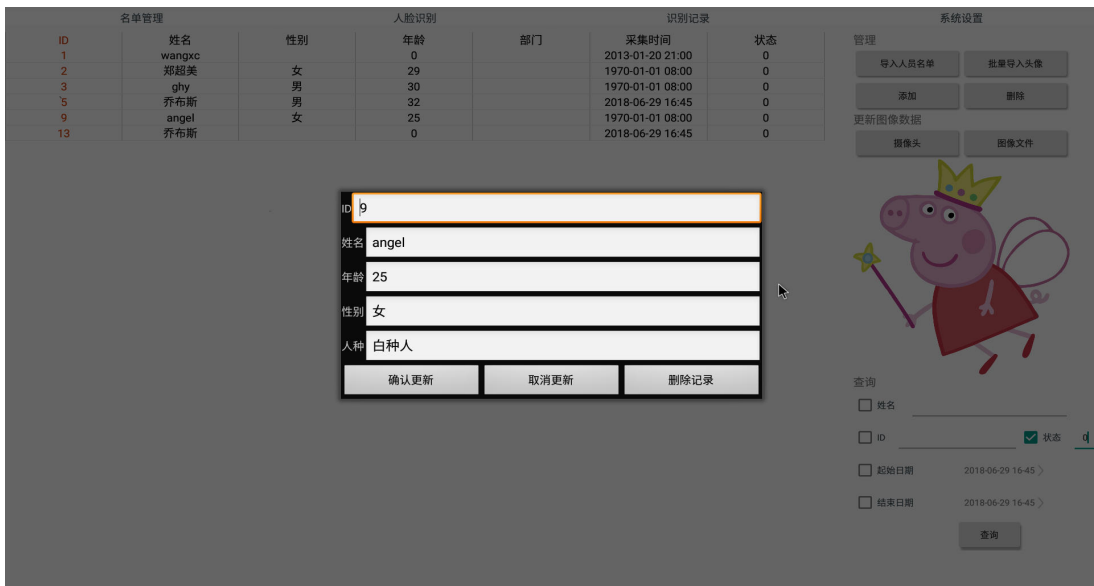 名单管理 人脸识别 识别记录 系统设置
ID 姓名 性别 年龄 部门 采集时间 状态
1 wangxc 0 2013-01-20 21:00 0
2 郑超美 女 29 1970-01-01 08:00 0
3 ghy 男 30 1970-01-01 08:00 0
5 乔布斯 男 32 2018-06-29 16:45 0
9 angel 女 25 1970-01-01 08:00 0
13 乔布斯 0 2018-06-29 16:45 0
管理
导入人员名单 批量导入头像
添加 删除
更新图像数据
摄像头 图像文件
ID 9
姓名 angel
年龄 25
性别 女
人种 白种人
确认更新 取消更新 删除记录
查询
姓名
ID 状态 0
起始日期 2018-06-29 16-45 〉
结束日期 2018-06-29 16-45 〉
查询